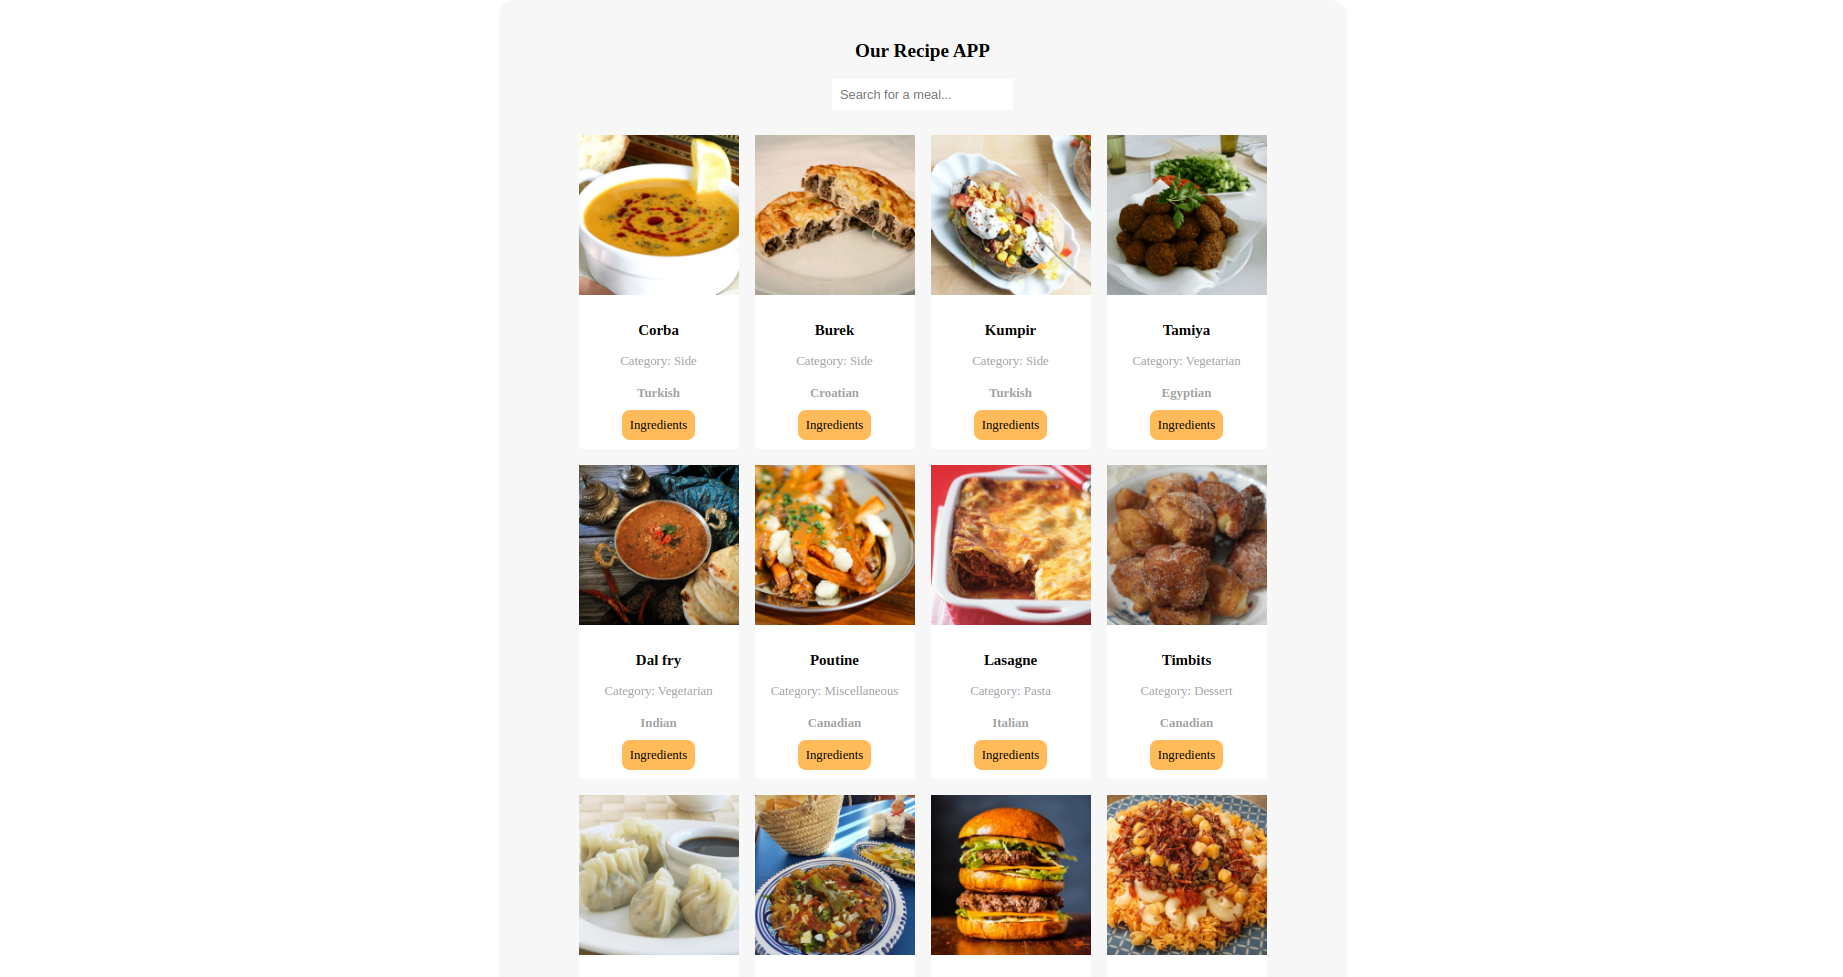 Our Recipe APP
Search for a meal...
Corba
Category: Side
Turkish
Ingredients
Burek
Category: Side
Croatian
Ingredients
Kumpir
Category: Side
Turkish
Ingredients
Tamiya
Category: Vegetarian
Egyptian
Ingredients
Dal fry
Category: Vegetarian
Indian
Ingredients
Poutine
Category: Miscellaneous
Canadian
Ingredients
Lasagne
Category: Pasta
Italian
Ingredients
Timbits
Category: Dessert
Canadian
Ingredients